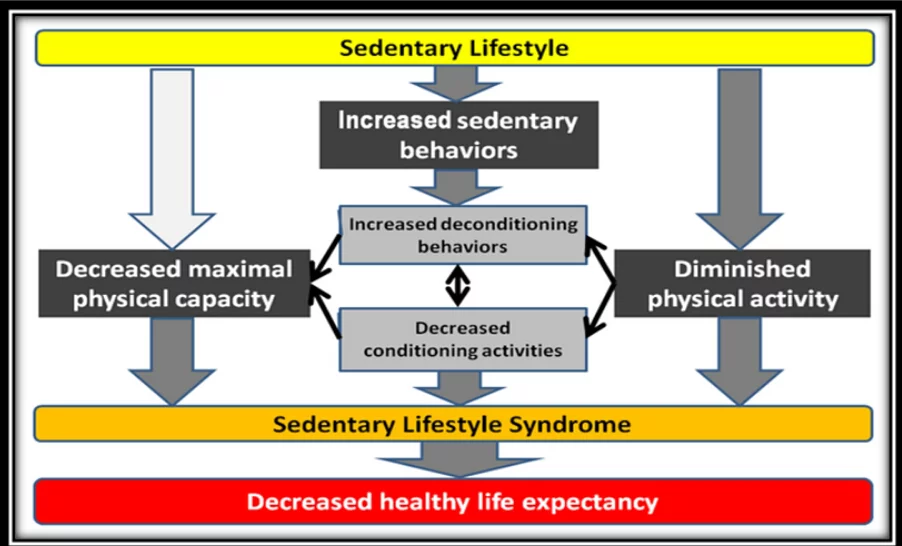 Sedentary Lifestyle
Increased sedentary
behaviors
Increased deconditioning
behaviors
Decreased maximal
physical capacity
Diminished
physical activity
Decreased
conditioning activities
Sedentary Lifestyle Syndrome
Decreased healthy life expectancy